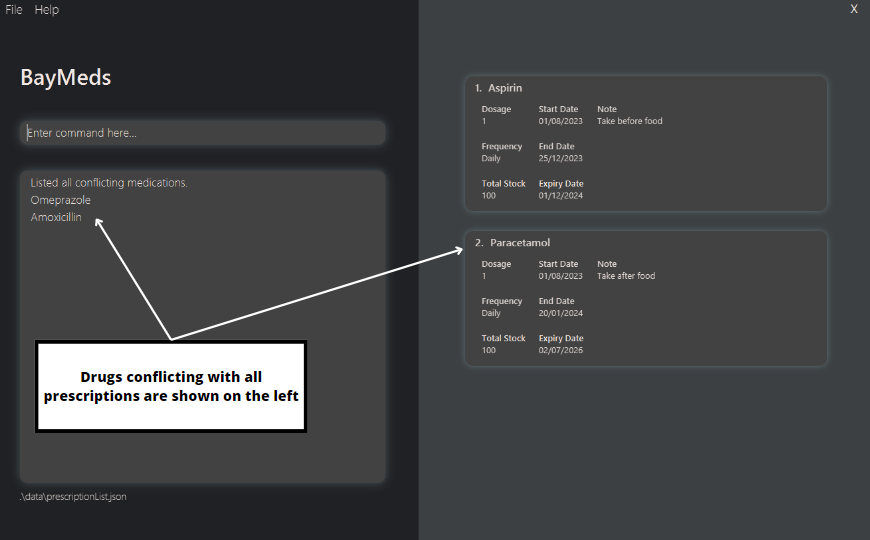 File Help X
BayMeds
Enter command here...
Listed all conflicting medications.
Omeprazole
Amoxicillin
Drugs conflicting with all
prescriptions are shown on the left
.\data\prescriptionList.json
1. Aspirin
Dosage Start Date Note
1 01/08/2023 Take before food
Frequency End Date
Daily 25/12/2023
Total Stock Expiry Date
100 01/12/2024
2. Paracetamol
Dosage Start Date Note
1 01/08/2023 Take after food
Frequency End Date
Daily 20/01/2024
Total Stock Expiry Date
100 02/07/2026